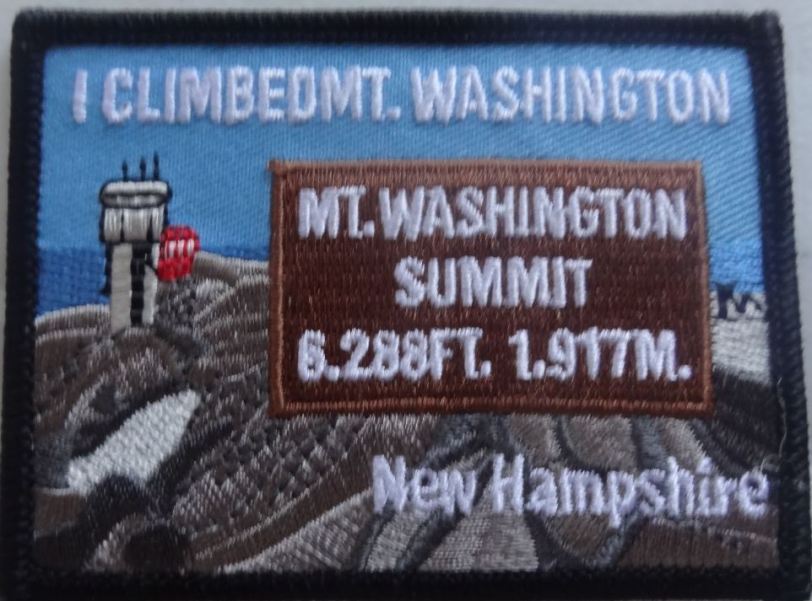 I CLIMBEDMT. WASHINGTON
MT.WASHINGTON
SUMMIT
6.288FT. 1.917M.
New Hampshire